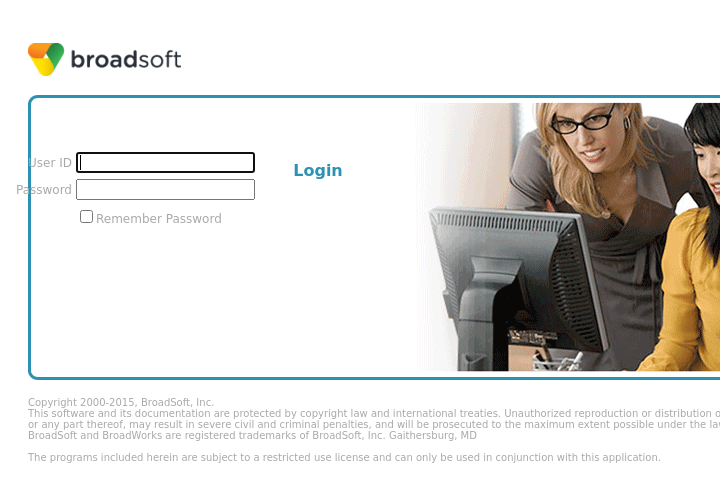 broadsoft
User ID
Login
Password
Remember Password
Copyright 2000-2015, BroadSoft, Inc.
This software and its documentation are protected by copyright law and international treaties. Unauthorized reproduction or distribution
or any part thereof, may result in severe civil and criminal penalties, and will be prosecuted to the maximum extent possible under the
BroadSoft and BroadWorks are registered trademarks of BroadSoft, Inc. Gaithersburg, MD
The programs included herein are subject to a restricted use license and can only be used in conjunction with this application.